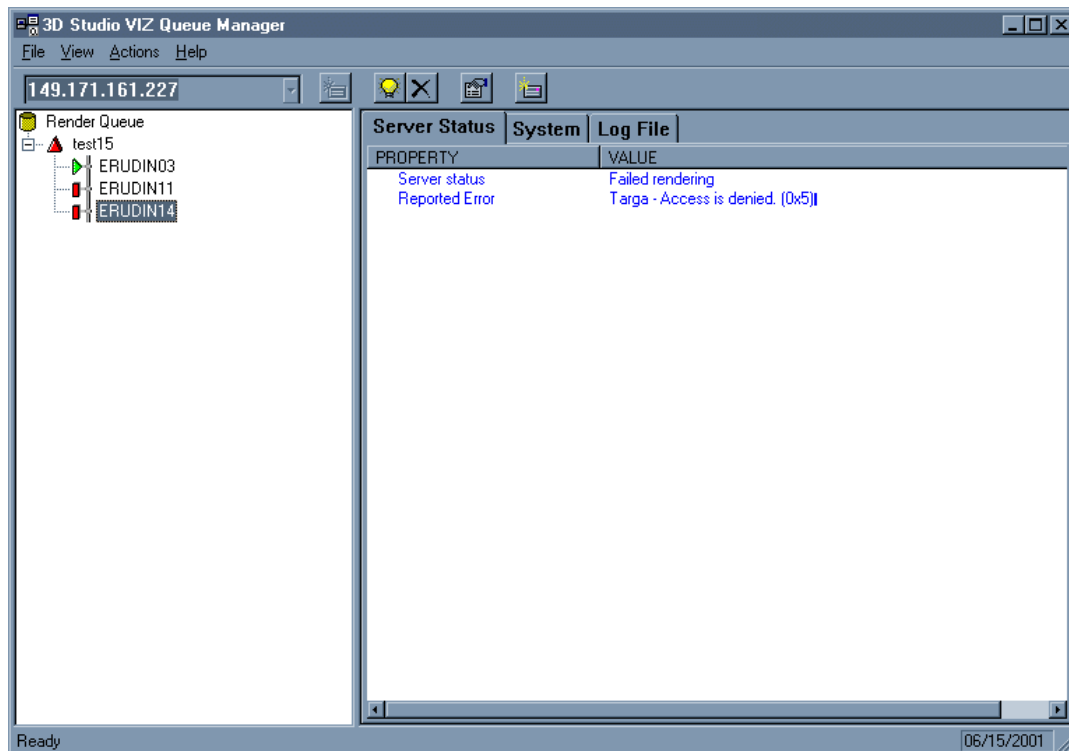 3D Studio VIZ Queue Manager
File View Actions Help
149.171.161.227
Render Queue
test15
ERUDIN03
ERUDIN11
ERUDIN14
Server Status System Log File
PROPERTY VALUE
Server status Failed rendering
Reported Error Targa - Access is denied. (0x5)
Ready 06/15/2001